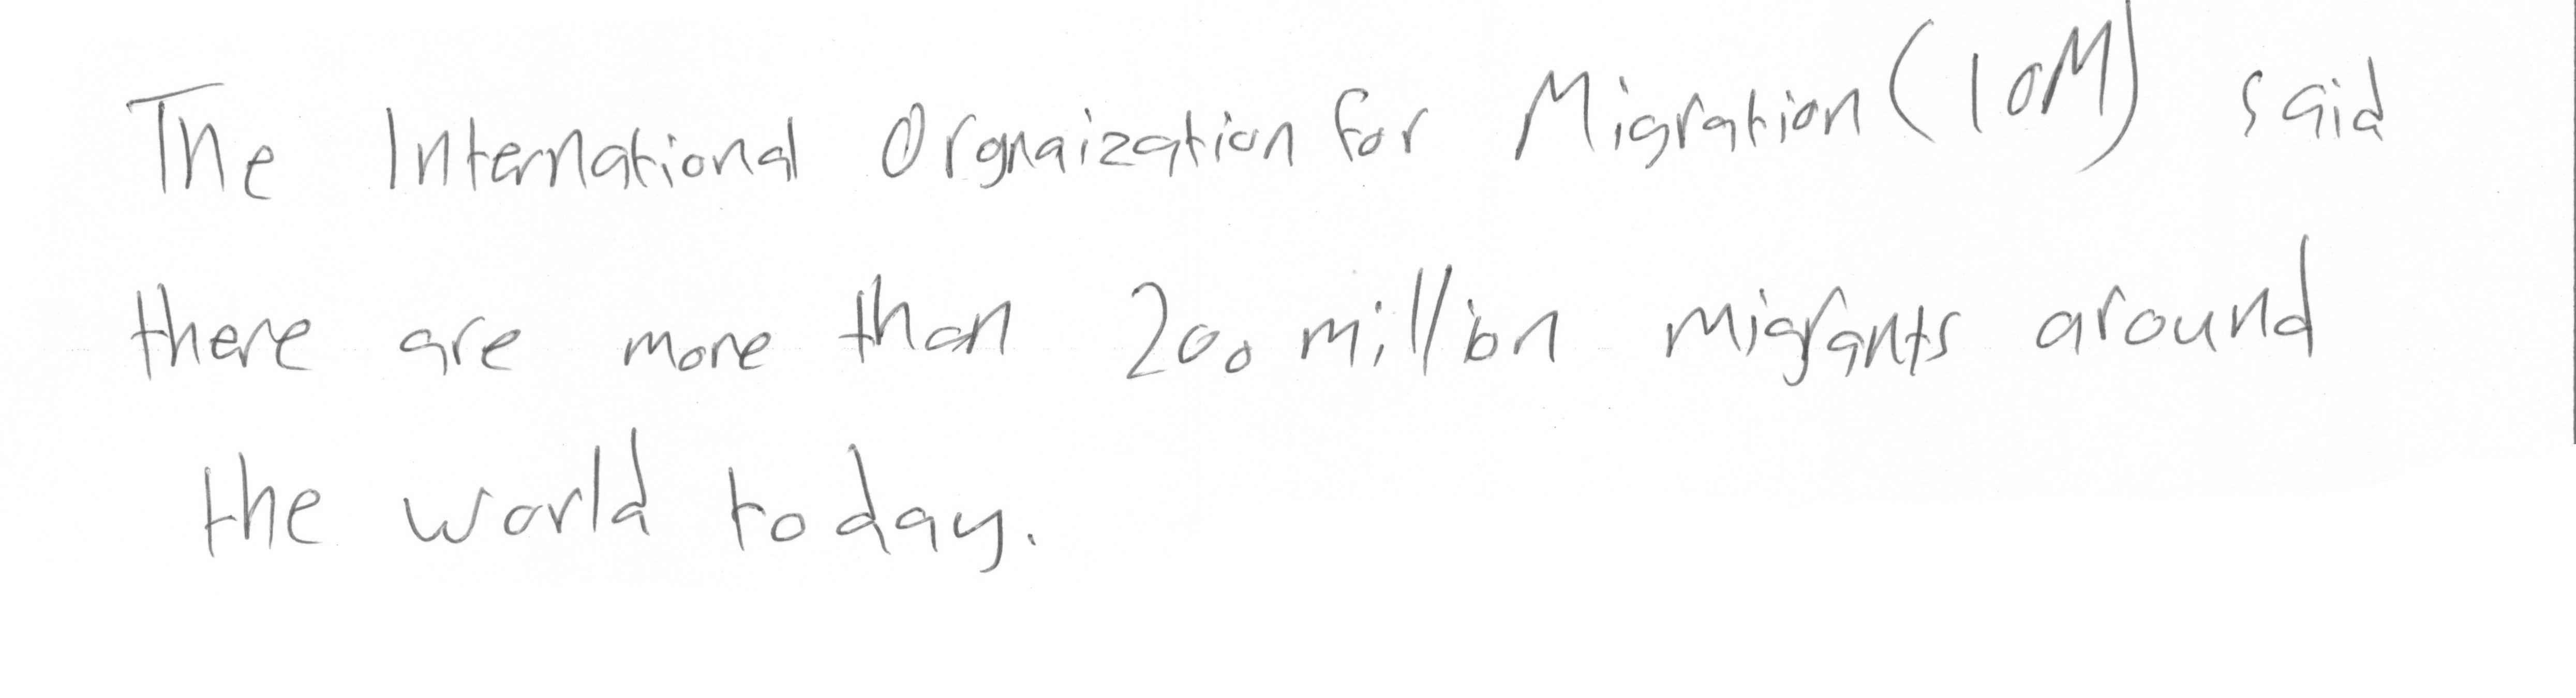 The International Orgnaization for Migration (IOM) said
there are more than 200 million migrants around
the world today.